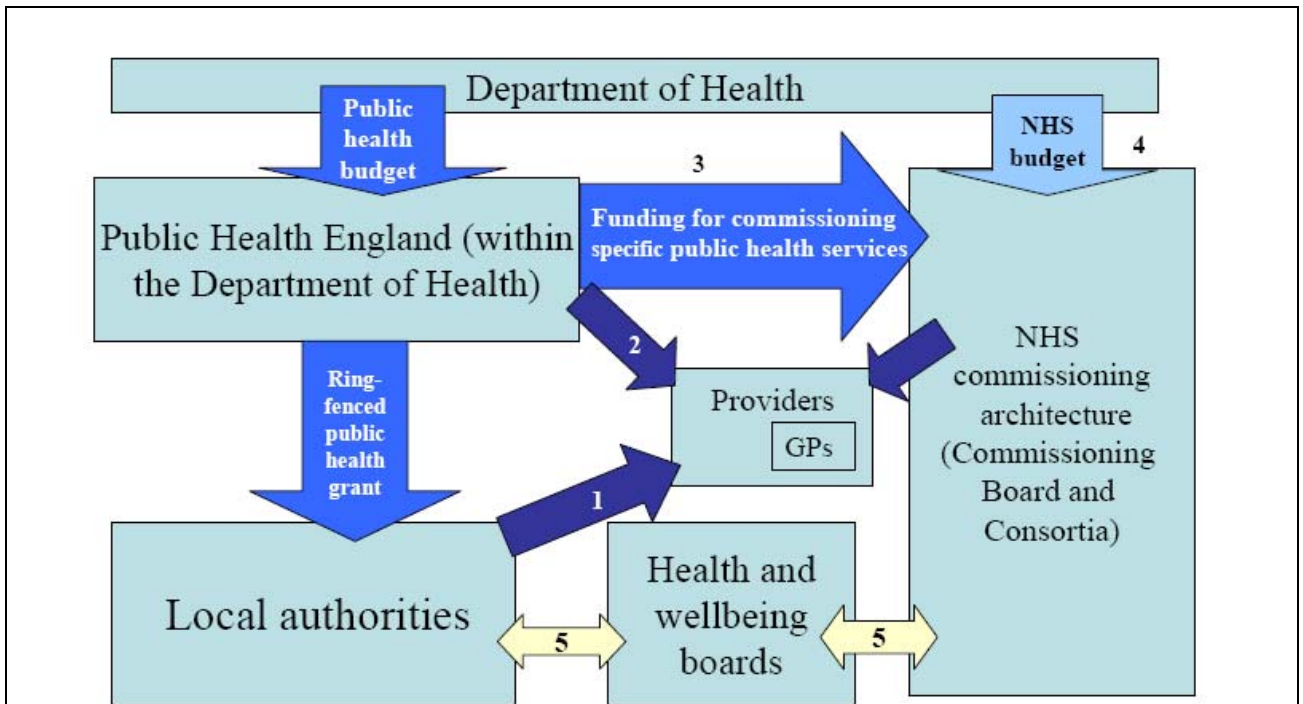 Department of Health
Public
health
budget
NHS
budget
4
3
Public Health England (within
the Department of Health)
Funding for commissioning
specific public health services
2
NHS
commissioning
architecture
(Commissioning
Board and
Consortia)
Ring-
fenced
public
health
grant
Providers
GPs
1
Local authorities
5
Health and
wellbeing
boards
5